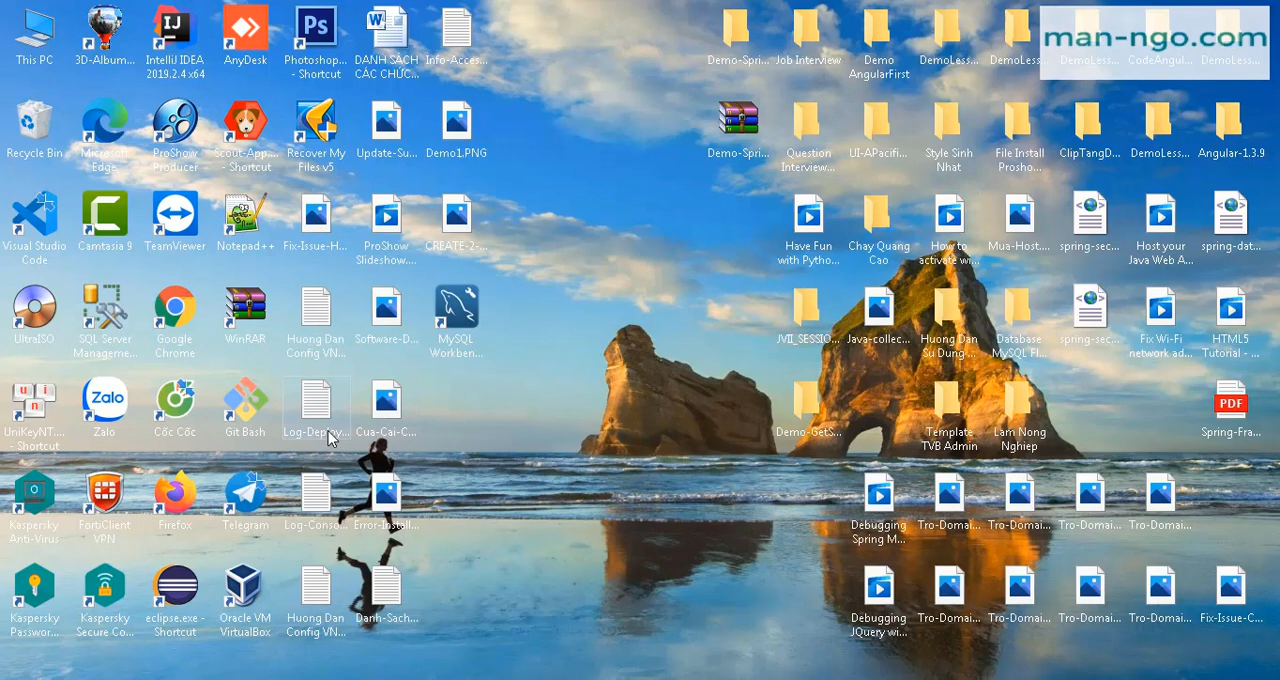 This PC
3D-Album...
IntelliJ IDEA
2019.2.4 x64
AnyDesk
Photoshop...
- Shortcut
DANH SACH
CÁC CHỨC...
Info-Acces...
Demo-Spri...
Job Interview
Demo
AngularFirst
DemoLess...
DemoLess...
man-ngo.com
CodeAngul...
DemoLess...
Recycle Bin
Microsoft
Edge
ProShow
Producer
Scout-App...
- Shortcut
Recover My
Files v5
Update-Su...
Demo1.PNG
Demo-Spri...
Question
Interview...
UI-APacifi...
Style Sinh
Nhat
File Install
Prosho...
ClipTangD...
DemoLess...
Angular-1.3.9
Visual Studio
Code
Camtasia 9
TeamViewer
Notepad++
Fix-Issue-H...
ProShow
Slideshow....
CREATE-2-...
Have Fun
with Pytho...
Chay Quang
Cao
How to
activate wi...
Mua-Host....
spring-sec...
Host your
Java Web A...
spring-dat...
UltraISO
SQL Server
Manageme...
Google
Chrome
WinRAR
Huong Dan
Config VN...
Software-D...
MySQL
Workben...
JVII_SESSIO...
Java-collec...
Huong Dan
Su Dung...
Database
MySQL Fl...
spring-sec...
Fix Wi-Fi
network ad...
HTML5
Tutorial - ...
UniKeyNT....
- Shortcut
Zalo
Zalo
Cốc Cốc
Git Bash
Log-Deploy...
Cua-Cai-C...
Demo-GetS...
Template
TVB Admin
Lam Nong
Nghiep
PDF
Spring-Fra...
Kaspersky
Anti-Virus
FortiClient
VPN
Firefox
Telegram
Log-Conso...
Error-Install...
Debugging
Spring M...
Tro-Domai...
Tro-Domai...
Tro-Domai...
Tro-Domai...
Kaspersky
Passwor...
Kaspersky
Secure Co...
eclipse.exe -
Shortcut
Oracle VM
VirtualBox
Huong Dan
Config VN...
Danh-Sach...
Debugging
JQuery wi...
Tro-Domai...
Tro-Domai...
Tro-Domai...
Tro-Domai...
Fix-Issue-C...